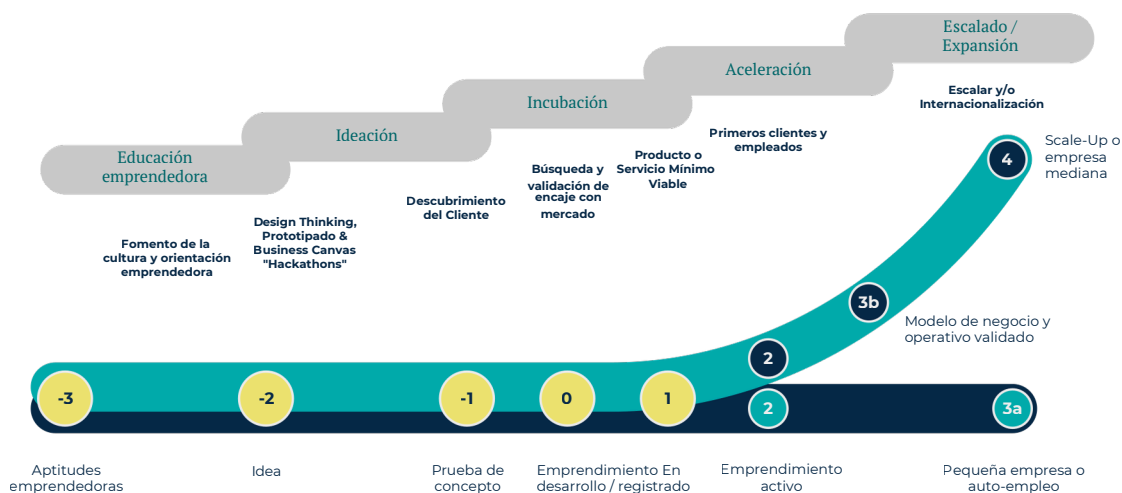 Escalado /
Expansión
Aceleración
Incubación
Ideación
Educación
emprendedora
Escalar y/o
Internacionalización
Primeros clientes y
empleados
Producto o
Servicio Mínimo
Viable
Búsqueda y
validación de
encaje con
mercado
Descubrimiento
del Cliente
Design Thinking,
Prototipado &
Business Canvas
"Hackathons"
Fomento de la
cultura y orientación
emprendedora
4
Scale-Up o
empresa
mediana
3b
Modelo de negocio y
operativo validado
2
-3
-2
-1
0
1
2
3a
Aptitudes
emprendedoras
Idea
Prueba de
concepto
Emprendimiento En
desarrollo / registrado
Emprendimiento
activo
Pequeña empresa o
auto-empleo